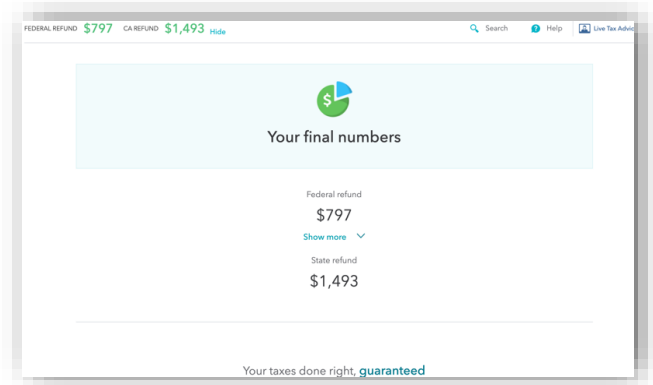 FEDERAL REFUND $797 CA REFUND $1,493 Hide Search ? Help Live Tax Advic
$
Your final numbers
Federal refund
$797
Show more
State refund
$1,493
Your taxes done right, guaranteed